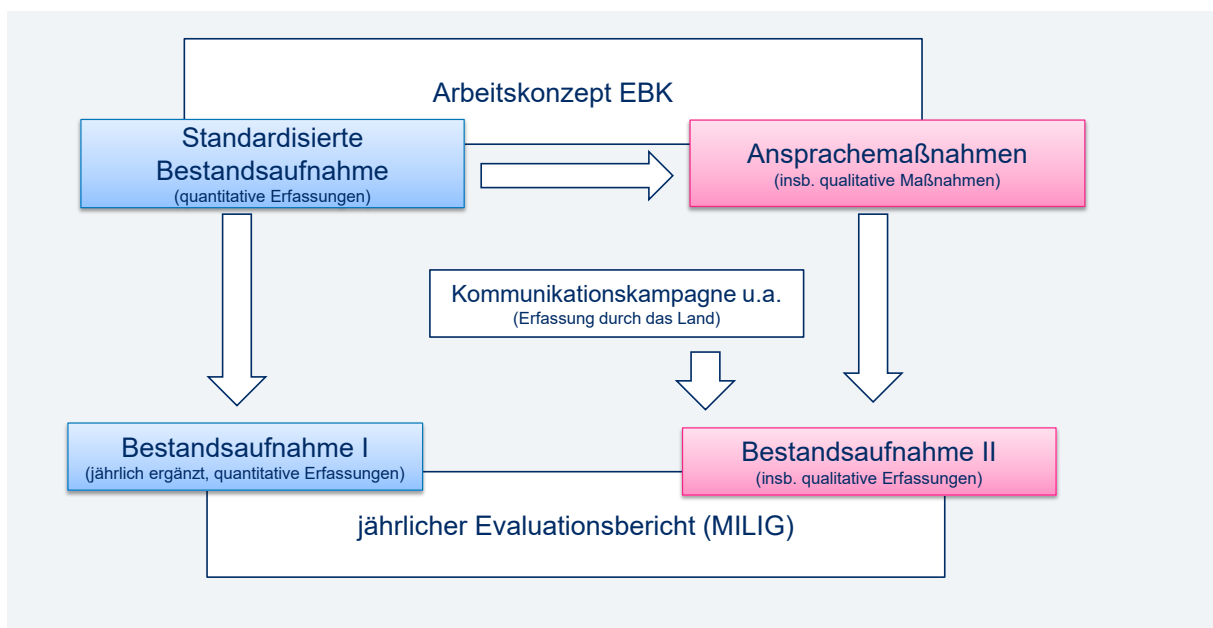 Arbeitskonzept EBK
Standardisierte
Bestandsaufnahme
(quantitative Erfassungen)
Ansprachemaßnahmen
(insb. qualitative Maßnahmen)
Kommunikationskampagne u.a.
(Erfassung durch das Land)
Bestandsaufnahme I
(jährlich ergänzt, quantitative Erfassungen)
Bestandsaufnahme II
(insb. qualitative Erfassungen)
jährlicher Evaluationsbericht (MILIG)